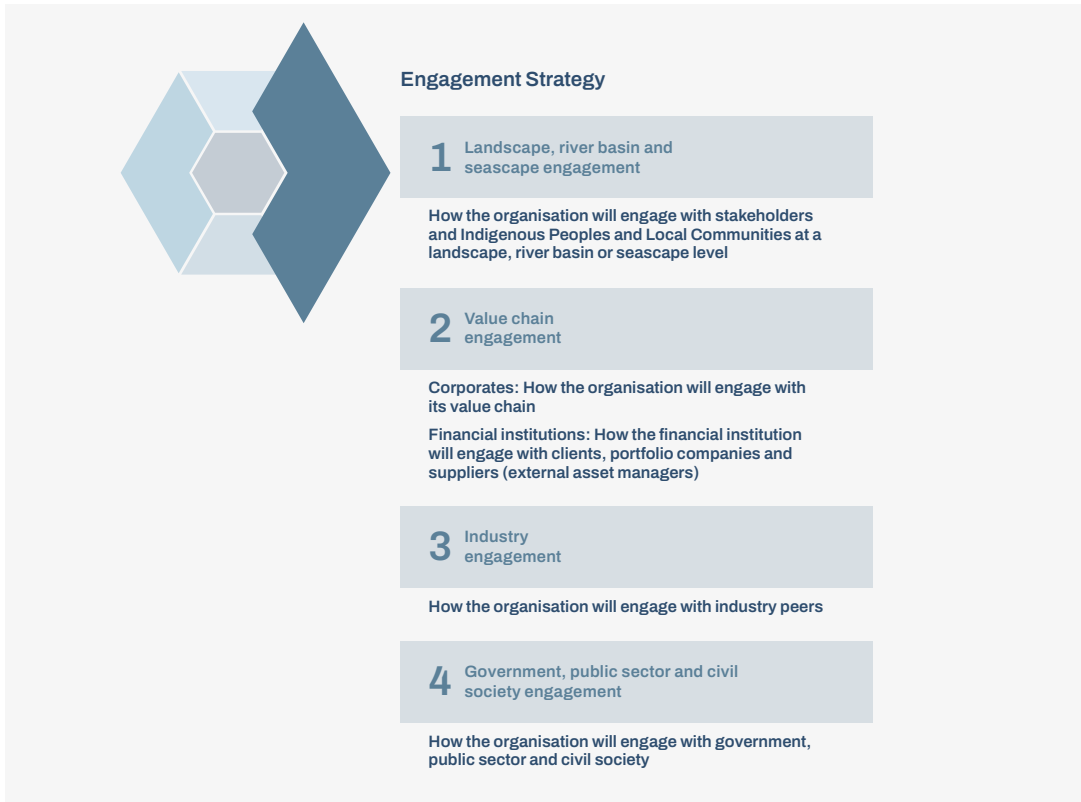 Engagement Strategy
1
Landscape, river basin and
seascape engagement
How the organisation will engage with stakeholders
and Indigenous Peoples and Local Communities at a
landscape, river basin or seascape level
2
Value chain
engagement
Corporates: How the organisation will engage with
its value chain
Financial institutions: How the financial institution
will engage with clients, portfolio companies and
suppliers (external asset managers)
3
Industry
engagement
How the organisation will engage with industry peers
4
Government, public sector and civil
society engagement
How the organisation will engage with government,
public sector and civil society